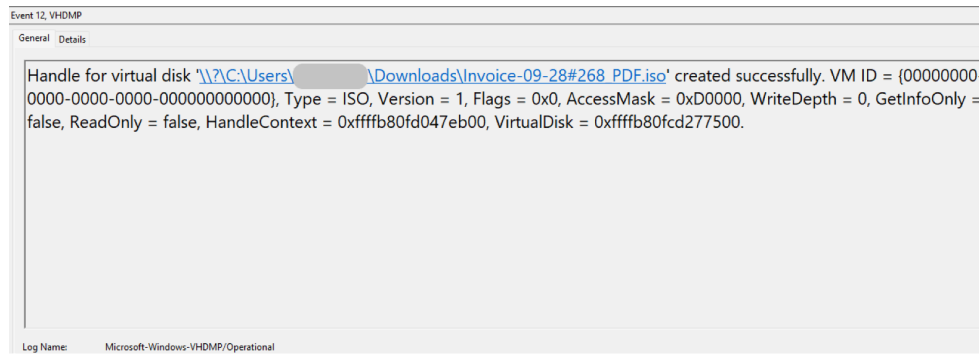 Event 12, VHDMP
General Details
Handle for virtual disk '\\?\C:\Users\ \Downloads\Invoice-09-28#268_PDF.iso' created successfully. VM ID = {00000000-
0000-0000-0000-000000000000}, Type = ISO, Version = 1, Flags = 0x0, AccessMask = 0xD0000, WriteDepth = 0, GetInfoOnly =
false, ReadOnly = false, HandleContext = 0xffffb80fd047eb00, VirtualDisk = 0xffffb80fcd277500.
Log Name: Microsoft-Windows-VHDMP/Operational